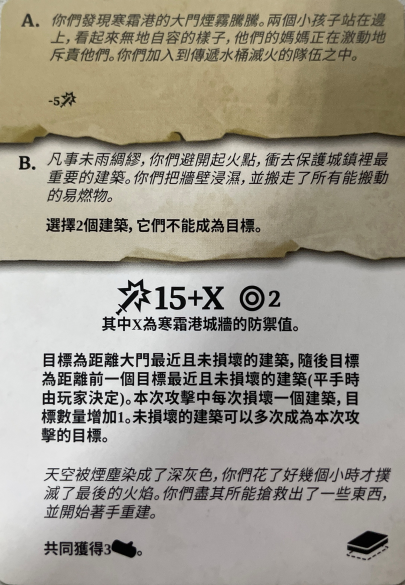 A. 你們發現寒霜港的大門煙霧騰騰。兩個小孩子站在邊
上，看起來無地自容的樣子，他們的媽媽正在激動地
斥責他們。你們加入到傳遞水桶滅火的隊伍之中。
-5
B. 凡事未雨綢繆，你們避開起火點，衝去保護城鎮裡最
重要的建築。你們把牆壁浸濕，並搬走了所有能搬動
的易燃物。
選擇2個建築，它們不能成為目標。
15+X 2
其中X為寒霜港城牆的防禦值。
目標為距離大門最近且未損壞的建築，隨後目標
為距離前一個目標最近且未損壞的建築(平手時
由玩家決定)。本次攻擊中每次損壞一個建築，目
標數量增加1。未損壞的建築可以多次成為本次攻
擊的目標。
天空被煙塵染成了深灰色，你們花了好幾個小時才撲
滅了最後的火焰。你們盡其所能搶救出了一些東西，
並開始著手重建。
共同獲得3。